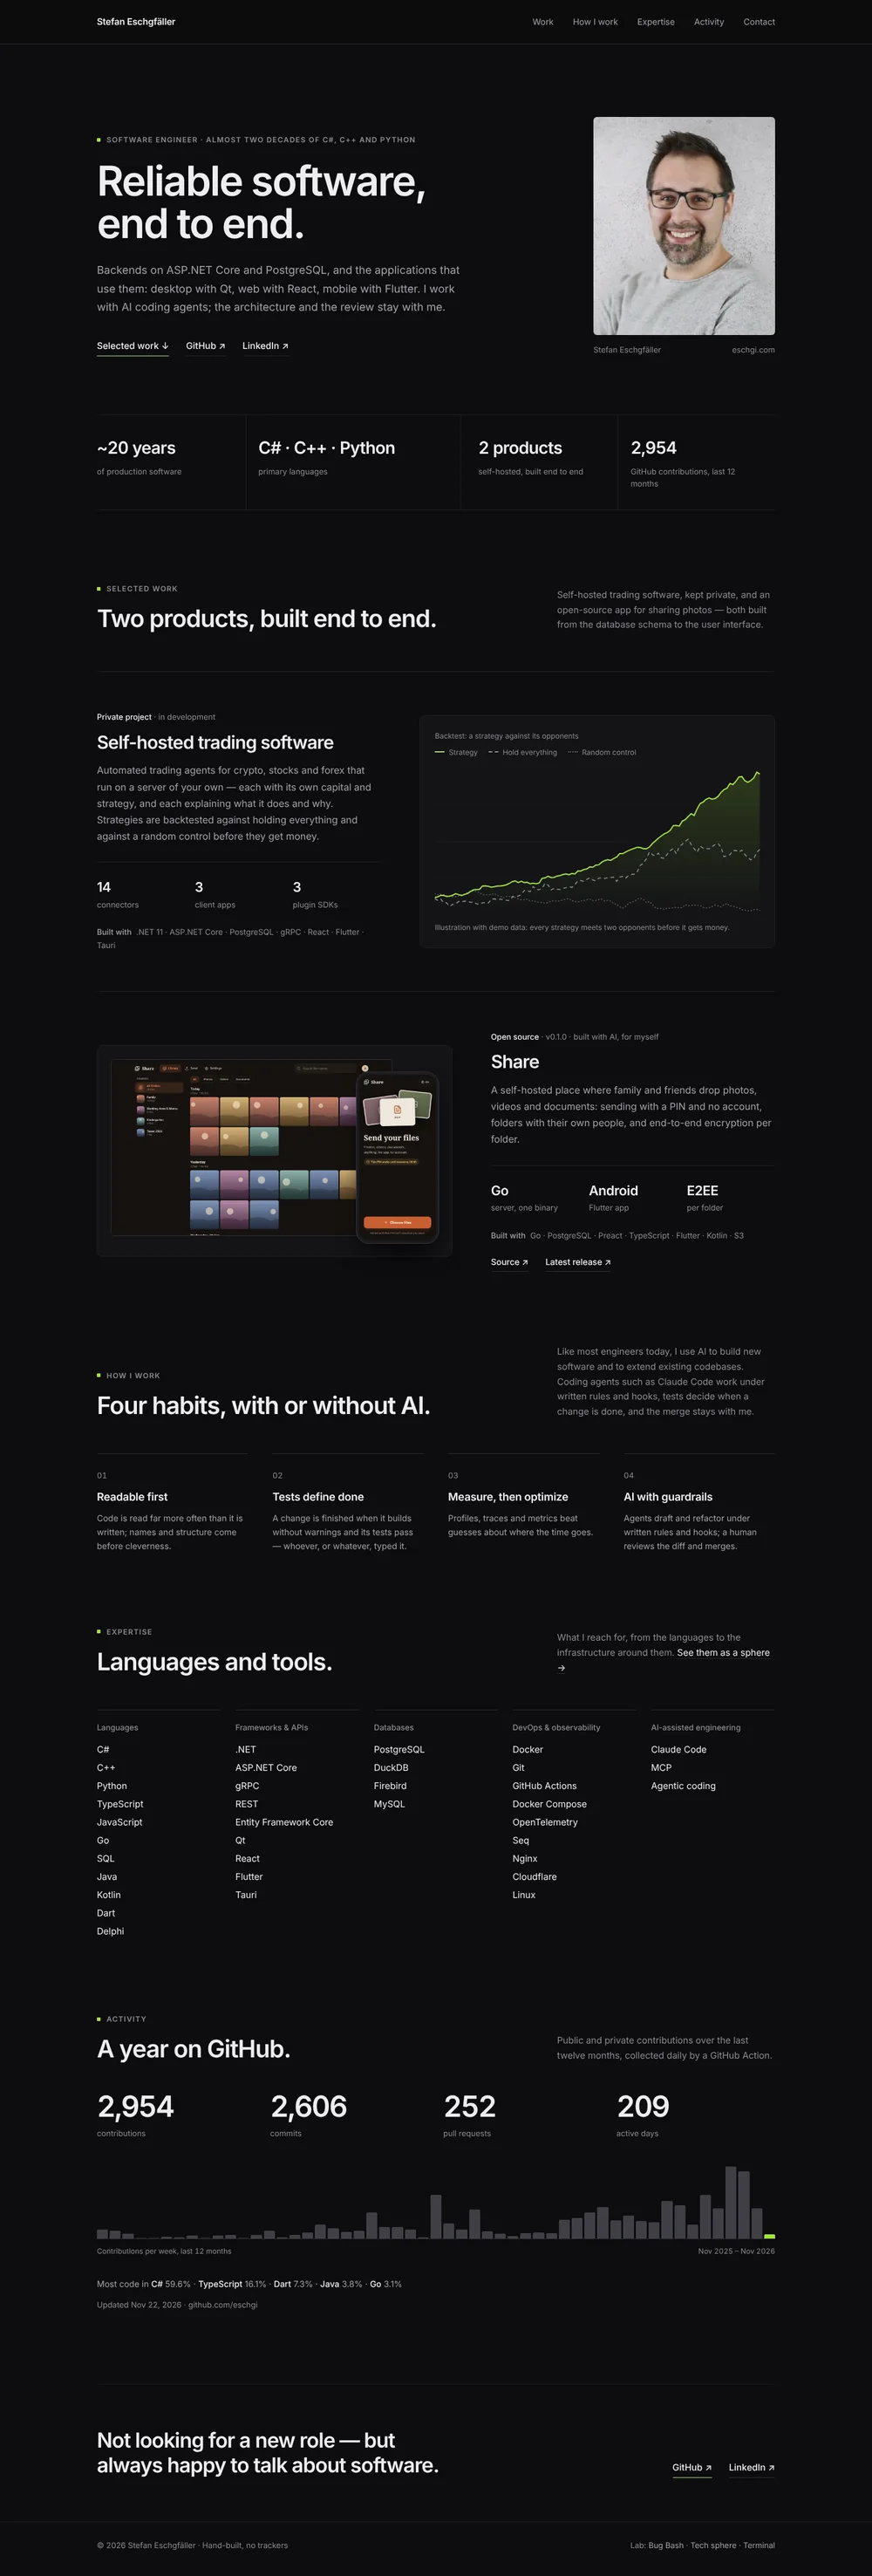 Stefan Eschgfäller
Work How I work Expertise Activity Contact
SOFTWARE ENGINEER · ALMOST TWO DECADES OF C#, C++ AND PYTHON
Reliable software,
end to end.
Backends on ASP.NET Core and PostgreSQL, and the applications that
use them: desktop with Qt, web with React, mobile with Flutter. I work
with AI coding agents; the architecture and the review stay with me.
Selected work ↓ GitHub ↗ LinkedIn ↗
Stefan Eschgfäller eschgi.com
~20 years
of production software
C# · C++ · Python
primary languages
2 products
self-hosted, built end to end
2,954
GitHub contributions, last 12
months
SELECTED WORK
Two products, built end to end.
Self-hosted trading software, kept private, and an
open-source app for sharing photos — both built
from the database schema to the user interface.
Private project · in development
Self-hosted trading software
Automated trading agents for crypto, stocks and forex that
run on a server of your own — each with its own capital and
strategy, and each explaining what it does and why.
Strategies are backtested against holding everything and
against a random control before they get money.
14
connectors
3
client apps
3
plugin SDKs
Built with .NET 11 · ASP.NET Core · PostgreSQL · gRPC · React · Flutter ·
Tauri
Backtest: a strategy against its opponents
Strategy Hold everything Random control
Illustration with demo data: every strategy meets two opponents before it gets money.
Share
Settings
Today
Yesterday
Share
Send your files
Open source · v0.1.0 · built with AI, for myself
Share
A self-hosted place where family and friends drop photos,
videos and documents: sending with a PIN and no account,
folders with their own people, and end-to-end encryption per
folder.
Go
server, one binary
Android
Flutter app
E2EE
per folder
Built with Go · PostgreSQL · Preact · TypeScript · Flutter · Kotlin · S3
Source ↗ Latest release ↗
HOW I WORK
Four habits, with or without AI.
Like most engineers today, I use AI to build new
software and to extend existing codebases.
Coding agents such as Claude Code work under
written rules and hooks, tests decide when a
change is done, and the merge stays with me.
01
Readable first
Code is read far more often than it is
written; names and structure come
before cleverness.
02
Tests define done
A change is finished when it builds
without warnings and its tests pass
— whoever, or whatever, typed it.
03
Measure, then optimize
Profiles, traces and metrics beat
guesses about where the time goes.
04
AI with guardrails
Agents draft and refactor under
written rules and hooks; a human
reviews the diff and merges.
EXPERTISE
Languages and tools.
What I reach for, from the languages to the
infrastructure around them. See them as a sphere
→
Languages
C#
C++
Python
TypeScript
JavaScript
Go
SQL
Java
Kotlin
Dart
Delphi
Frameworks & APIs
.NET
ASP.NET Core
gRPC
REST
Entity Framework Core
Qt
React
Flutter
Tauri
Databases
PostgreSQL
DuckDB
Firebird
MySQL
DevOps & observability
Docker
Git
GitHub Actions
Docker Compose
OpenTelemetry
Seq
Nginx
Cloudflare
Linux
AI-assisted engineering
Claude Code
MCP
Agentic coding
ACTIVITY
A year on GitHub.
Public and private contributions over the last
twelve months, collected daily by a GitHub Action.
2,954
contributions
2,606
commits
252
pull requests
209
active days
Contributions per week, last 12 months
Nov 2025 – Nov 2026
Most code in C# 59.6% · TypeScript 16.1% · Dart 7.3% · Java 3.8% · Go 3.1%
Updated Nov 22, 2026 · github.com/eschgi
Not looking for a new role — but
always happy to talk about software.
GitHub ↗ LinkedIn ↗
© 2026 Stefan Eschgfäller · Hand-built, no trackers
Lab: Bug Bash · Tech sphere · Terminal